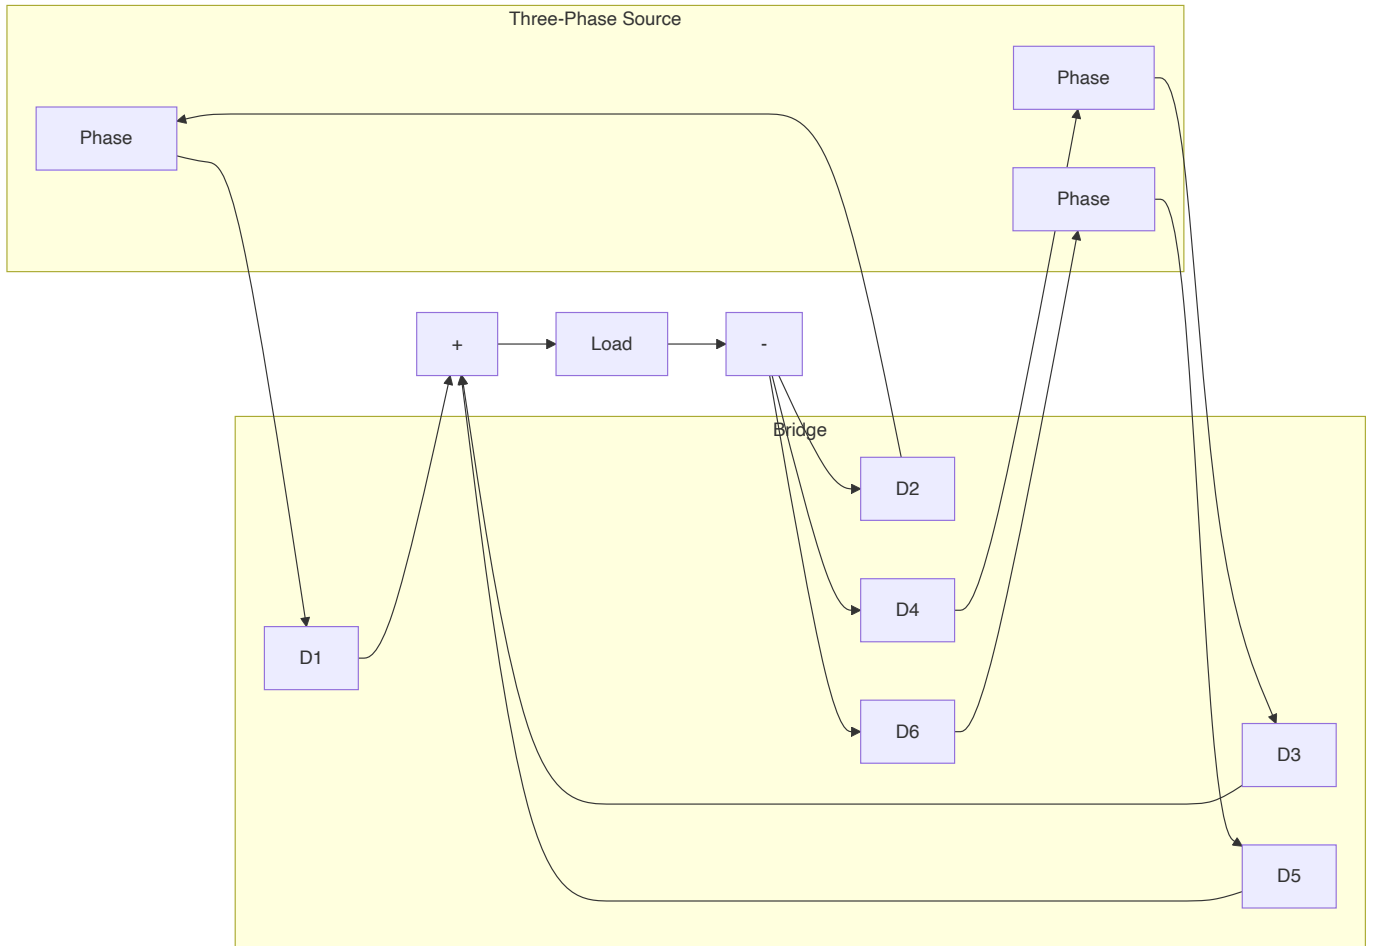 Three-Phase Source
Phase
Phase
Phase
+
Load
-
Bridge
D2
D4
D1
D6
D3
D5